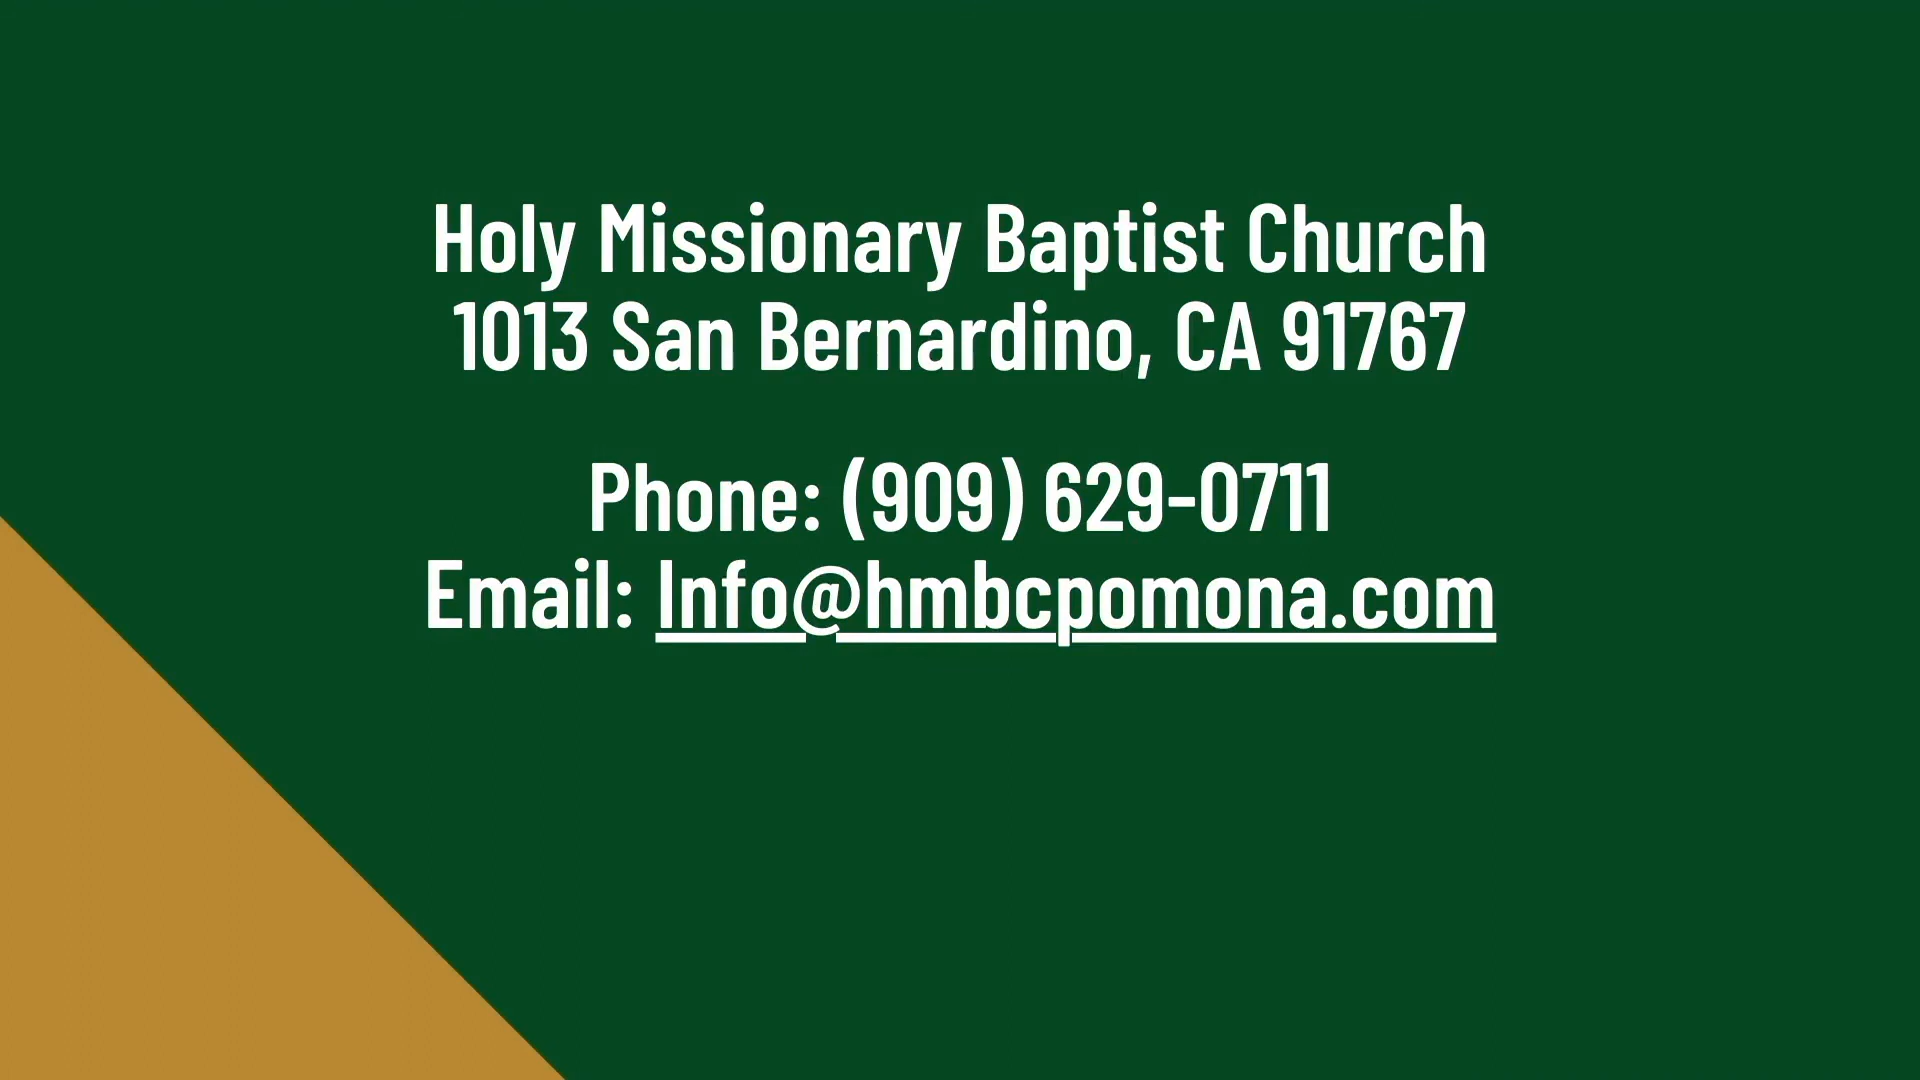 Holy Missionary Baptist Church
1013 San Bernardino, CA 91767
Phone: (909) 629-0711
Email: Info@hmbcpomona.com